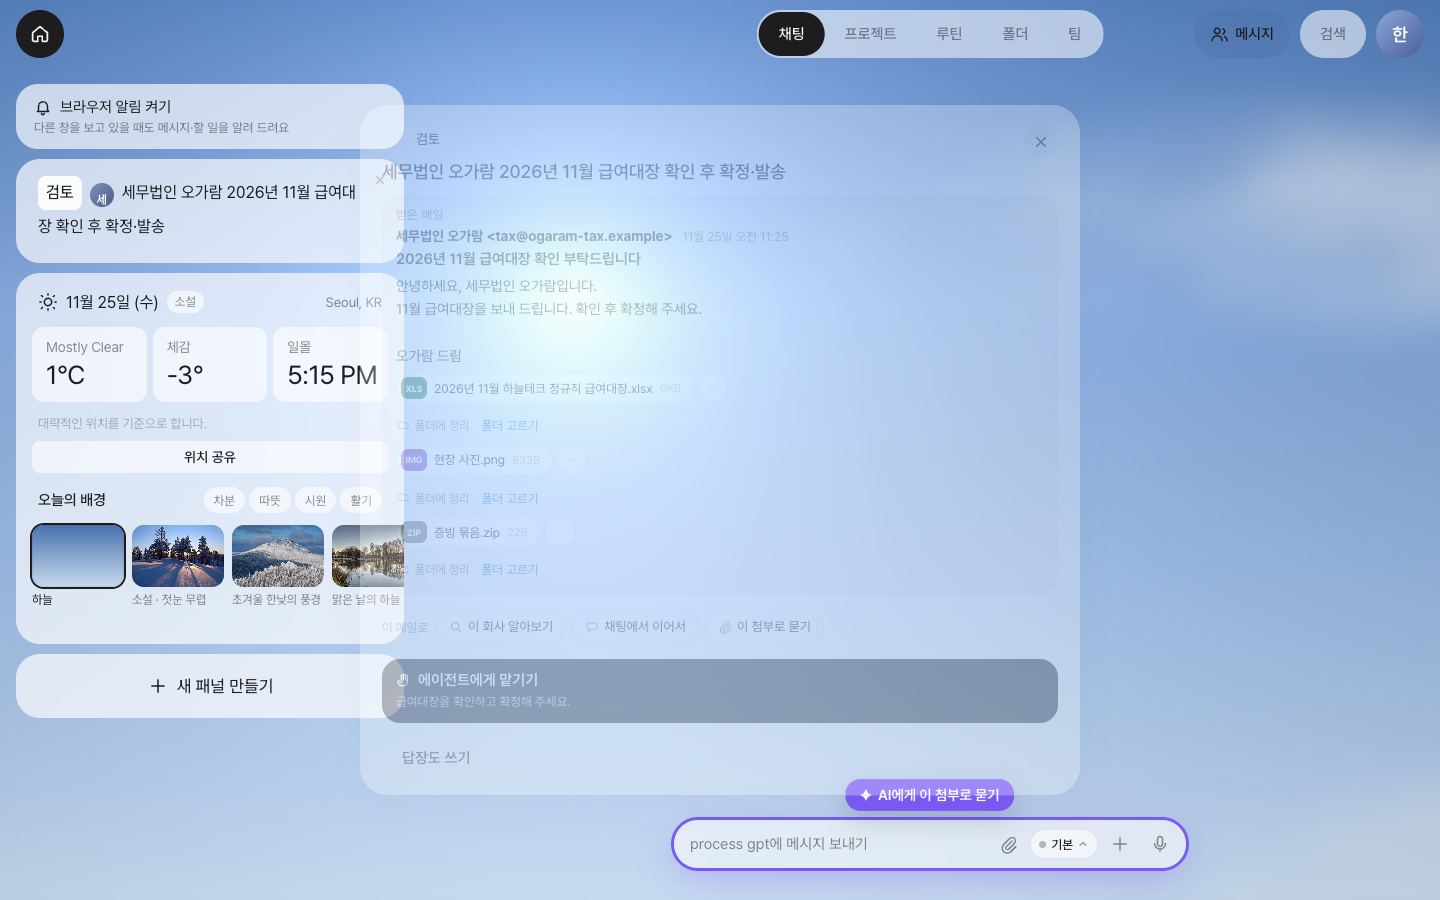 채팅
프로젝트
루틴
폴더
팀
메시지
검색
한
브라우저 알림 켜기
다른 창을 보고 있을 때도 메시지·할 일을 알려 드려요
검토
세
세무법인 오가람 2026년 11월 급여대
장 확인 후 확정·발송
11월 25일 (수)
소설
Seoul, KR
Mostly Clear
1°C
체감
-3°
일몰
5:15 PM
대략적인 위치를 기준으로 합니다.
위치 공유
오늘의 배경
차분
따뜻
시원
활기
하늘
소설 · 첫눈 무렵
초겨울 한낮의 풍경
맑은 날의 하늘
새 패널 만들기
검토
세무법인 오가람 2026년 11월 급여대장 확인 후 확정·발송
받은 메일
세무법인 오가람 <tax@ogaram-tax.example> 11월 25일 오전 11:25
2026년 11월 급여대장 확인 부탁드립니다
안녕하세요, 세무법인 오가람입니다.
11월 급여대장을 보내 드립니다. 확인 후 확정해 주세요.
오가람 드림
XLS 2026년 11월 하늘테크 정규직 급여대장.xlsx 6KB
폴더에 정리 폴더 고르기
IMG 현장 사진.png 933B
폴더에 정리 폴더 고르기
ZIP 증빙 묶음.zip 22B
폴더에 정리 폴더 고르기
이 메일로
이 회사 알아보기
채팅에서 이어서
이 첨부로 묻기
에이전트에게 맡기기
급여대장을 확인하고 확정해 주세요.
답장도 쓰기
AI에게 이 첨부로 묻기
process gpt에 메시지 보내기
기본